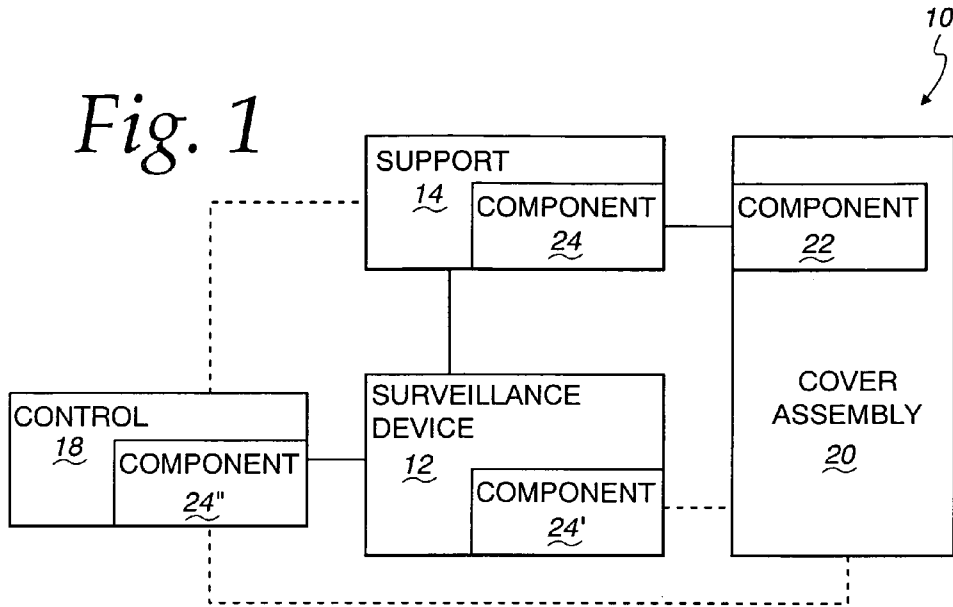 10
Fig. 1
SUPPORT
14
COMPONENT
24
COMPONENT
22
COVER
ASSEMBLY
20
SURVEILLANCE
DEVICE
12
COMPONENT
24'
CONTROL
18
COMPONENT
24"